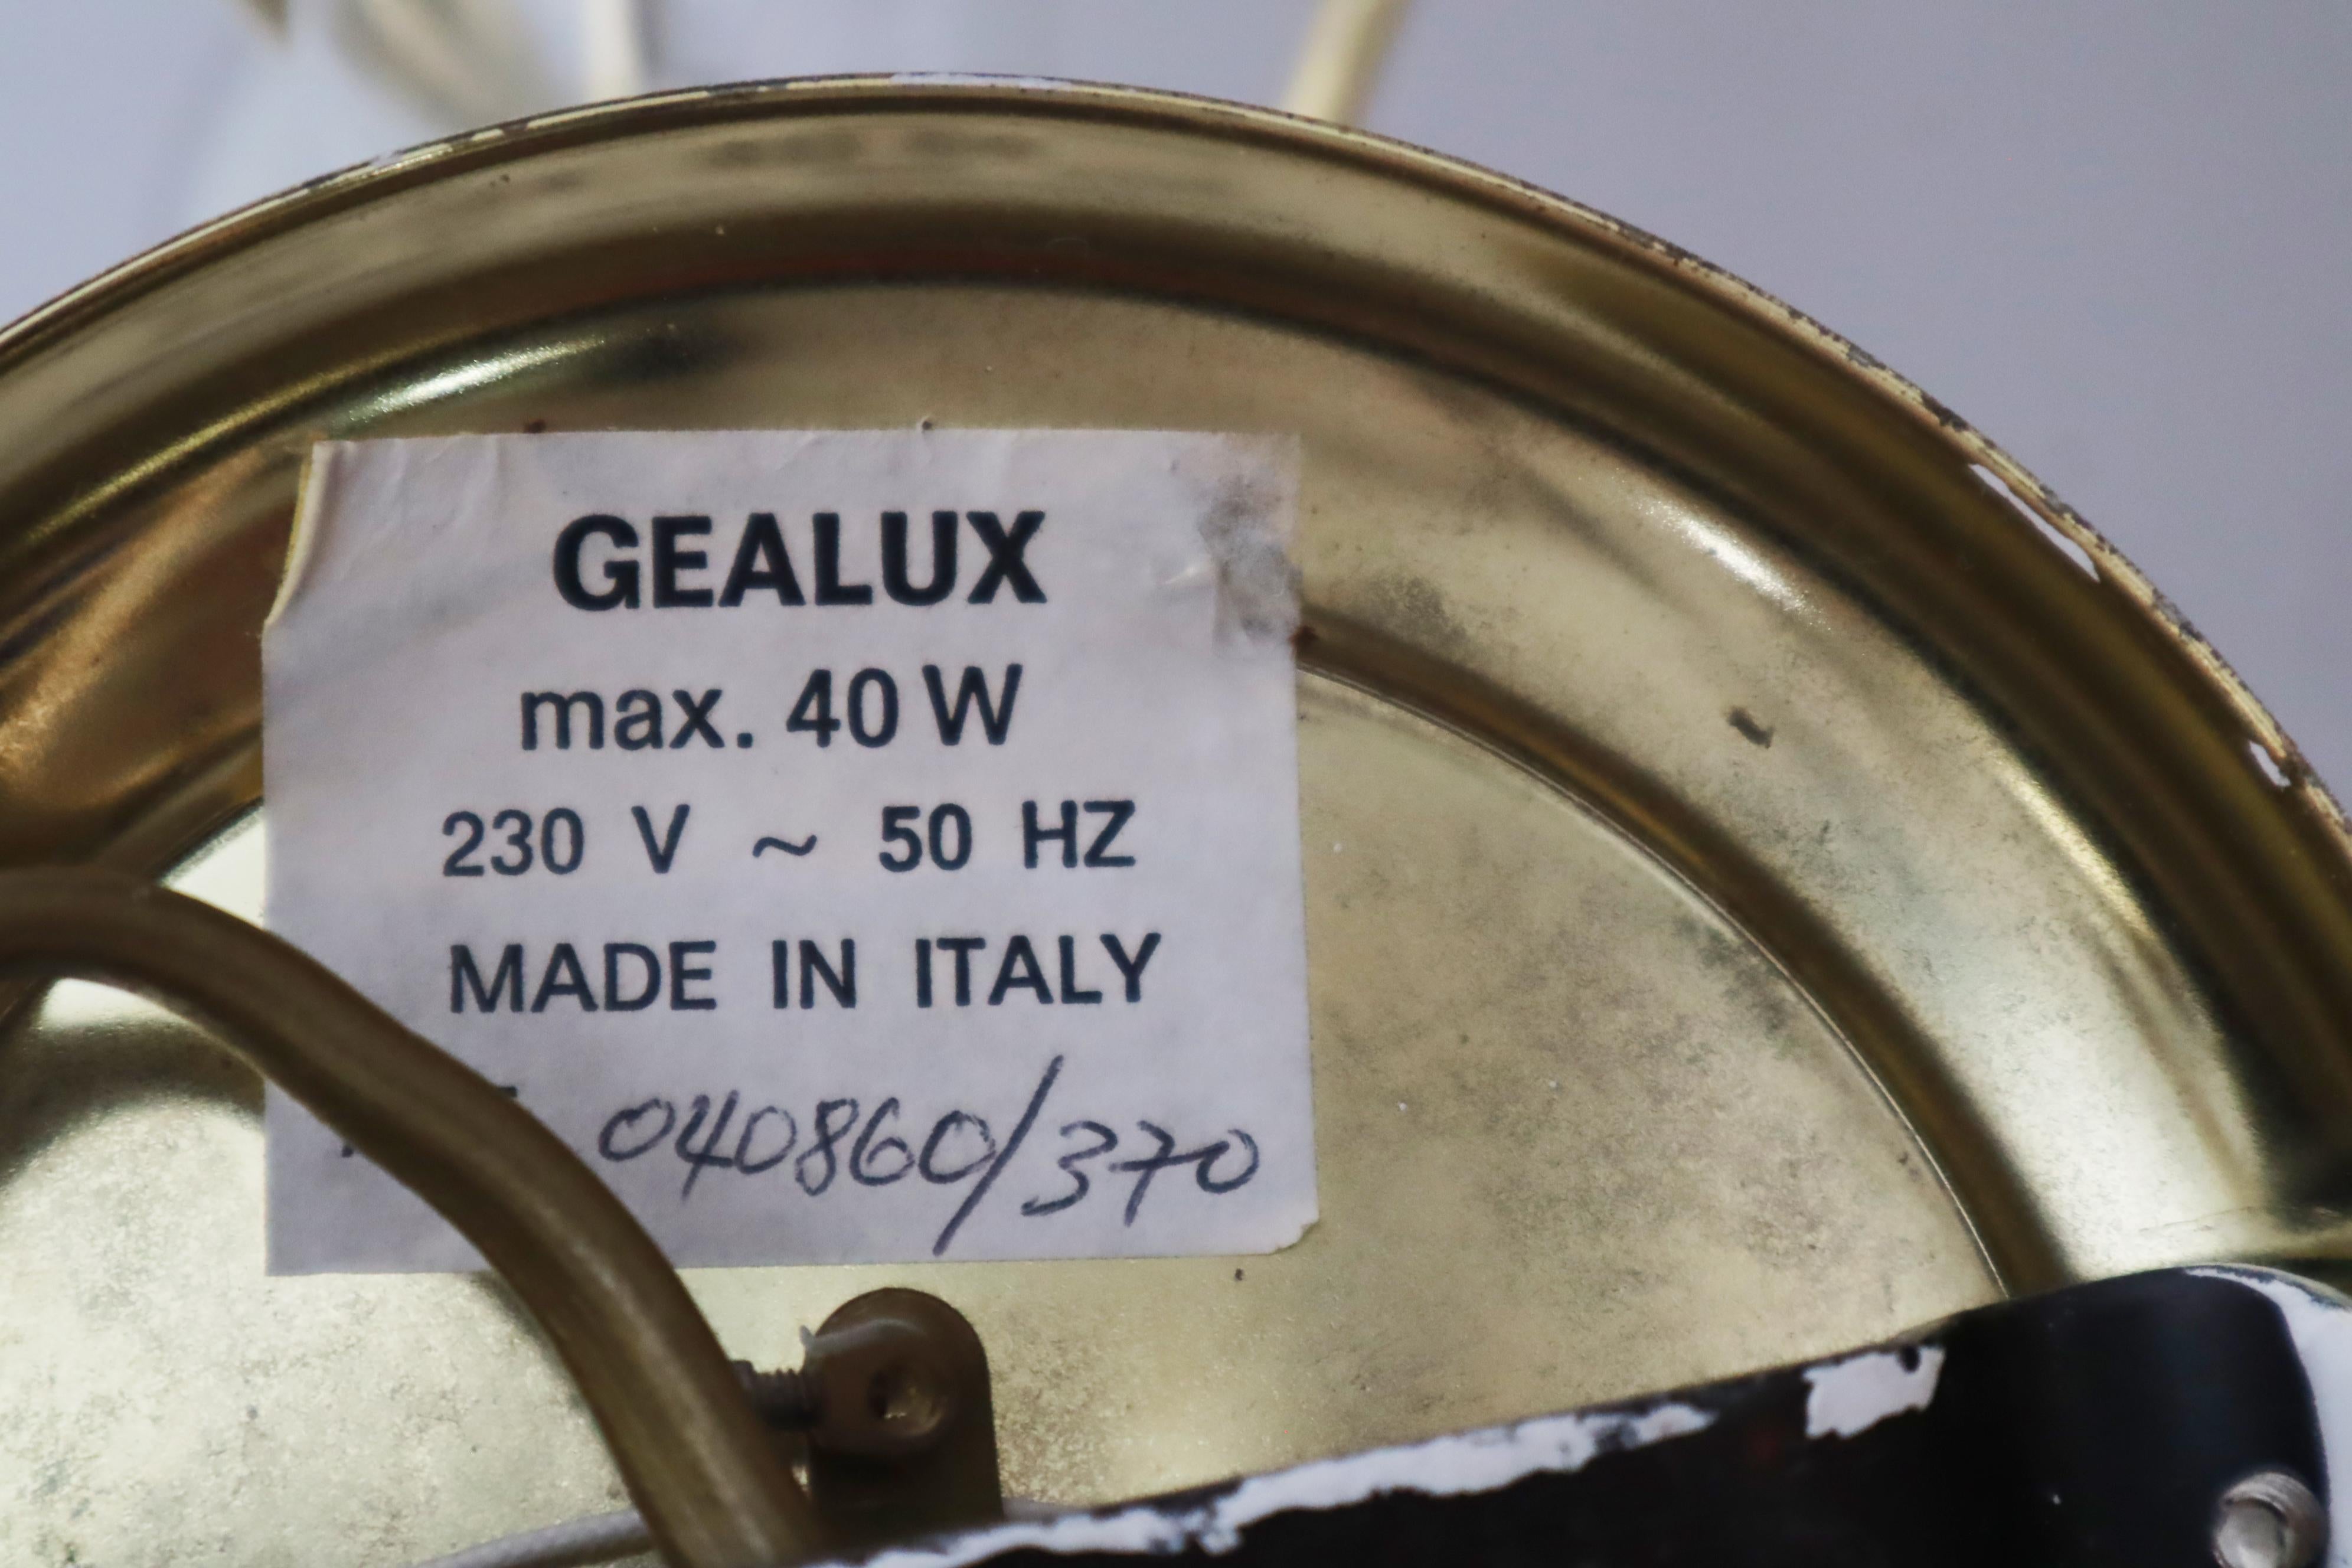 GEALUX
max. 40 W
230 V ~ 50 HZ
MADE IN ITALY
040860/370